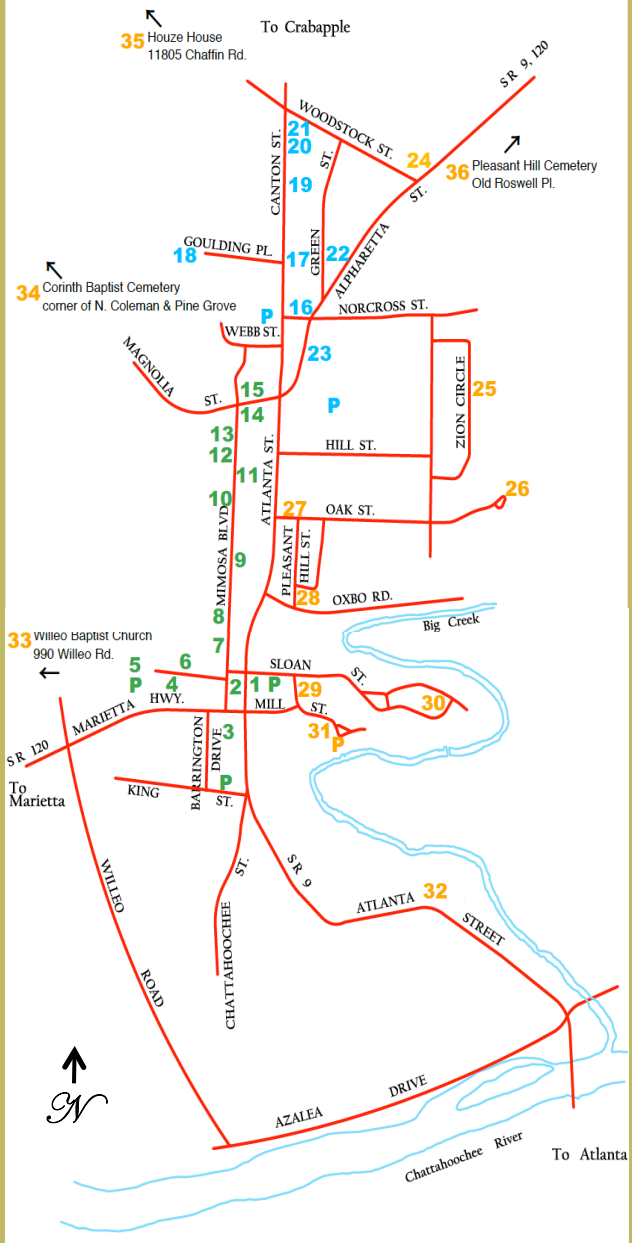 To Crabapple
35 Houze House
11805 Chaffin Rd.
SR 9, 120
WOODSTOCK ST.
21
20
CANTON ST.
ST.
24
36 Pleasant Hill Cemetery
Old Roswell Pl.
19
ST.
GOULDING PL.
18
17
GREEN
22
ALPHARETTA
34 Corinth Baptist Cemetery
corner of N. Coleman & Pine Grove
P
16
NORCROSS ST.
WEBB ST.
MAGNOLIA
ST.
23
15
14
P
ZION CIRCLE
25
13
12
ATLANTA ST.
HILL ST.
11
10
27
OAK ST.
26
MIMOSA BLVD
PLEASANT
HILL ST.
9
28
OXBO RD.
8
Big Creek
33 Willeo Baptist Church
990 Willeo Rd.
7
5
6
SLOAN
ST.
P
4
2
1 P
29
30
MARIETTA
HWY.
MILL
ST.
SR 120
To
Marietta
BARRINGTON
DRIVE
3
31
P
KING
ST.
P
ST.
SR 9
WILLEO
ATLANTA
32
STREET
CHATTAHOOCHEE
ROAD
N
AZALEA
DRIVE
Chattahoochee River
To Atlanta